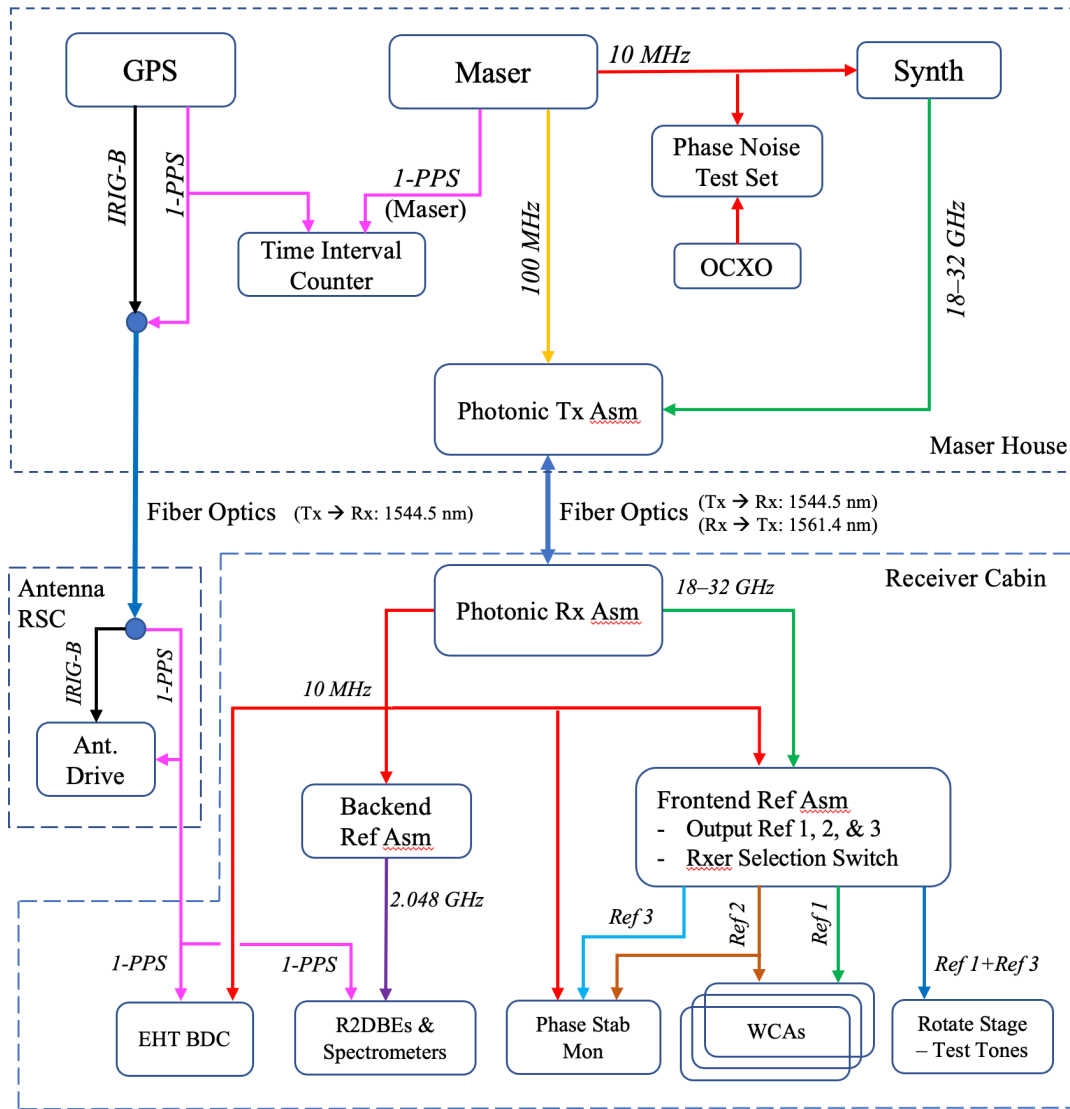 GPS
Maser
10 MHz
Synth
IRIG-B
1-PPS
1-PPS
(Maser)
100 MHz
Phase Noise
Test Set
18–32 GHz
Time Interval
Counter
OCXO
Photonic Tx Asm
Maser House
Fiber Optics (Tx → Rx: 1544.5 nm)
Fiber Optics (Tx → Rx: 1544.5 nm)
(Rx → Tx: 1561.4 nm)
Antenna
RSC
Photonic Rx Asm
18–32 GHz
Receiver Cabin
IRIG-B
1-PPS
10 MHz
Ant.
Drive
Backend
Ref Asm
Frontend Ref Asm
- Output Ref 1, 2, & 3
- Rxer Selection Switch
2.048 GHz
Ref 3
Ref 2
Ref 1
Ref 1+Ref 3
1-PPS
1-PPS
EHT BDC
R2DBEs &
Spectrometers
Phase Stab
Mon
WCAs
Rotate Stage
– Test Tones